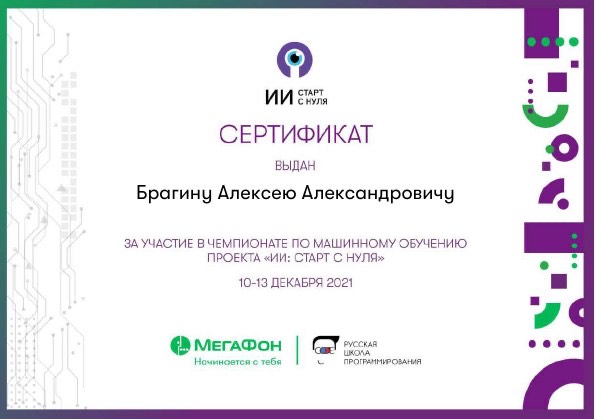 ИИ СТАРТ
С НУЛЯ
СЕРТИФИКАТ
ВЫДАН
Брагину Алексею Александровичу
ЗА УЧАСТИЕ В ЧЕМПИОНАТЕ ПО МАШИННОМУ ОБУЧЕНИЮ
ПРОЕКТА «ИИ: СТАРТ С НУЛЯ»
10-13 ДЕКАБРЯ 2021
МЕГАФОН
Начинается с тебя
РУССКАЯ
ШКОЛА
ПРОГРАММИРОВАНИЯ